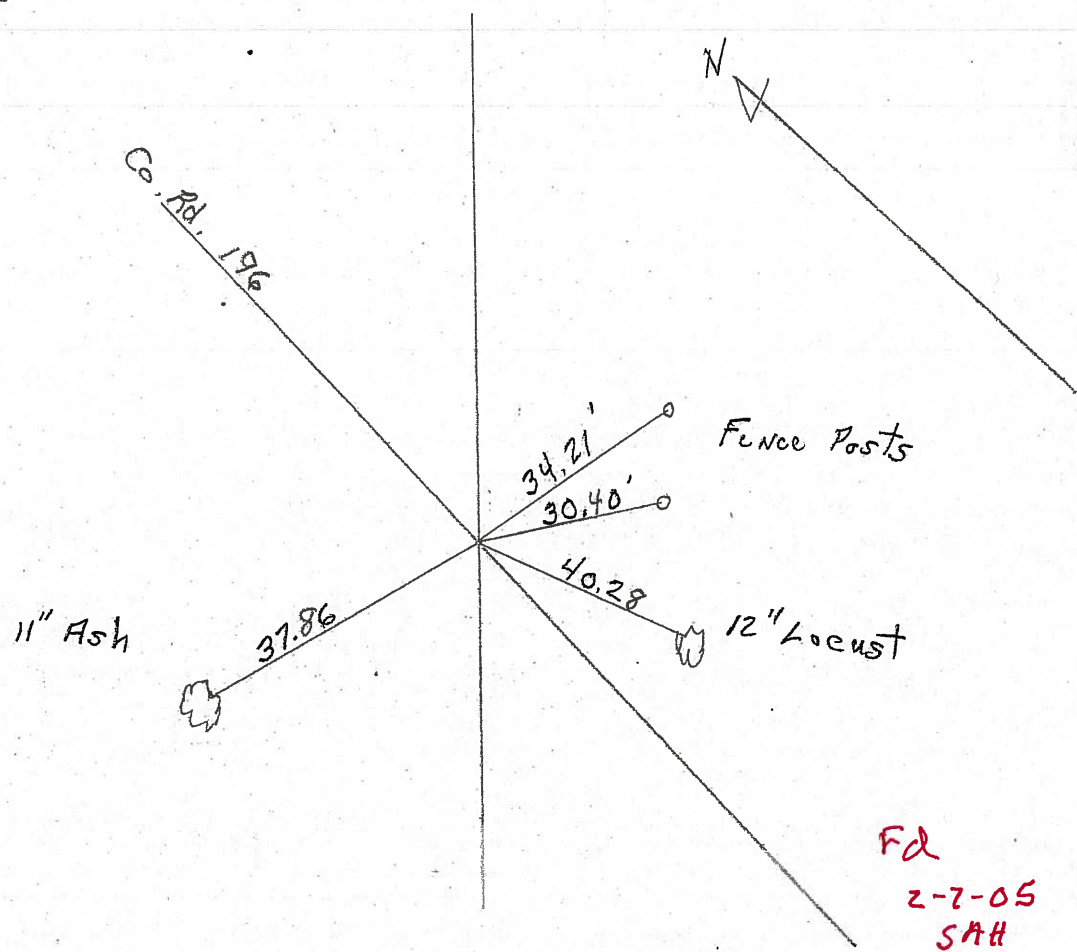 N
Co. Rd. 196
34.21'
Fence Posts
30.40'
40.28
12" Locust
37.86
11" Ash
Fd
2-7-05
SAH